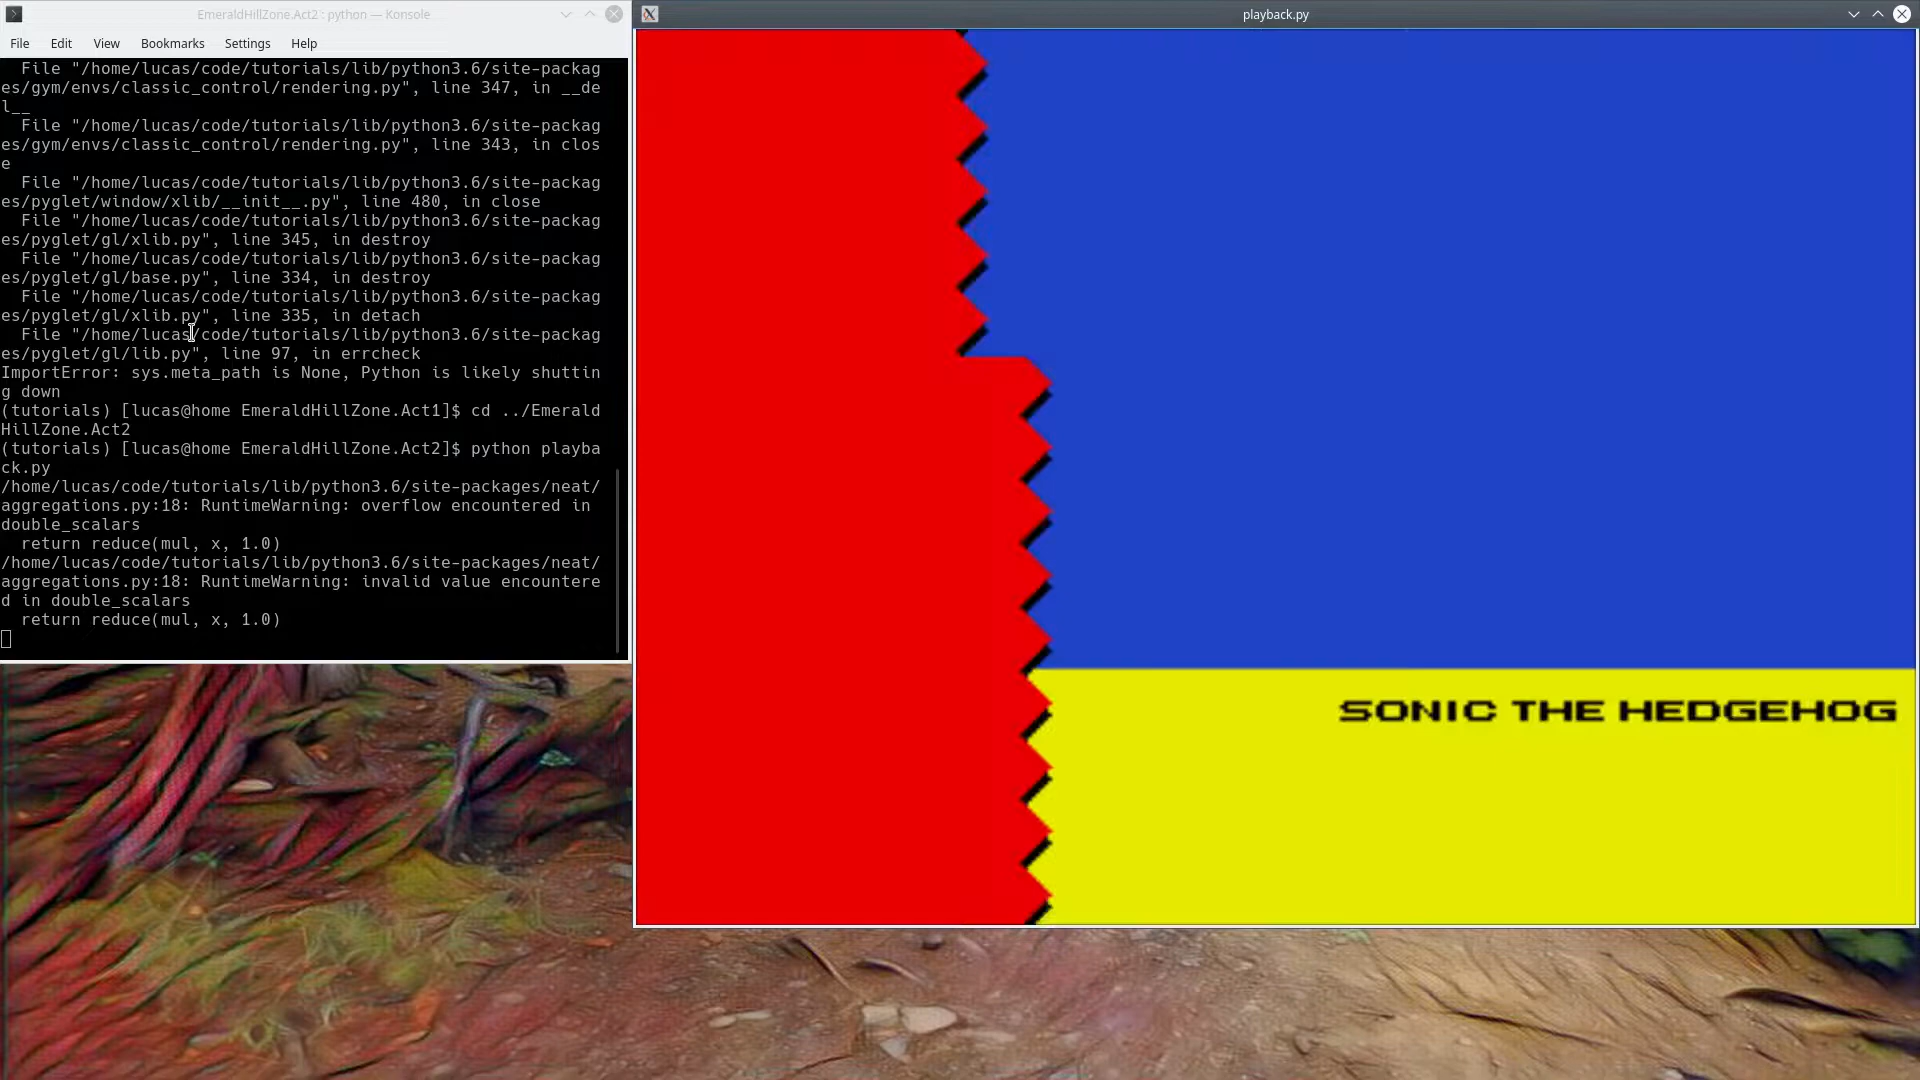 EmeraldHillZone.Act2 : python — Konsole
File Edit View Bookmarks Settings Help
  File "/home/lucas/code/tutorials/lib/python3.6/site-packag
es/gym/envs/classic_control/rendering.py", line 347, in __de
l__
  File "/home/lucas/code/tutorials/lib/python3.6/site-packag
es/gym/envs/classic_control/rendering.py", line 343, in clos
e
  File "/home/lucas/code/tutorials/lib/python3.6/site-packag
es/pyglet/window/xlib/__init__.py", line 480, in close
  File "/home/lucas/code/tutorials/lib/python3.6/site-packag
es/pyglet/gl/xlib.py", line 345, in destroy
  File "/home/lucas/code/tutorials/lib/python3.6/site-packag
es/pyglet/gl/base.py", line 334, in destroy
  File "/home/lucas/code/tutorials/lib/python3.6/site-packag
es/pyglet/gl/xlib.py", line 335, in detach
  File "/home/lucas/code/tutorials/lib/python3.6/site-packag
es/pyglet/gl/lib.py", line 97, in errcheck
ImportError: sys.meta_path is None, Python is likely shuttin
g down
(tutorials) [lucas@home EmeraldHillZone.Act1]$ cd ../Emerald
HillZone.Act2
(tutorials) [lucas@home EmeraldHillZone.Act2]$ python playba
ck.py
/home/lucas/code/tutorials/lib/python3.6/site-packages/neat/
aggregations.py:18: RuntimeWarning: overflow encountered in
double_scalars
  return reduce(mul, x, 1.0)
/home/lucas/code/tutorials/lib/python3.6/site-packages/neat/
aggregations.py:18: RuntimeWarning: invalid value encountere
d in double_scalars
  return reduce(mul, x, 1.0)
playback.py
SONIC THE HEDGEHOG